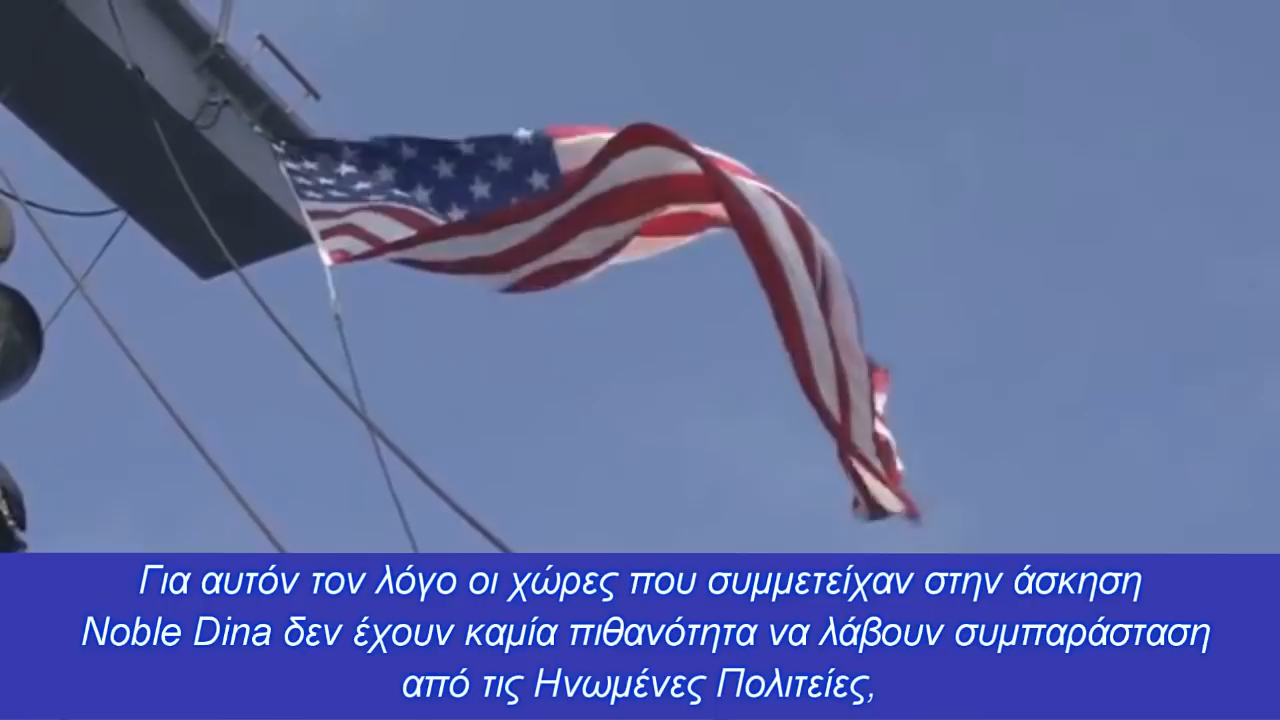 Για αυτόν τον λόγο οι χώρες που συμμετείχαν στην άσκηση
Noble Dina δεν έχουν καμία πιθανότητα να λάβουν συμπαράσταση
από τις Ηνωμένες Πολιτείες,